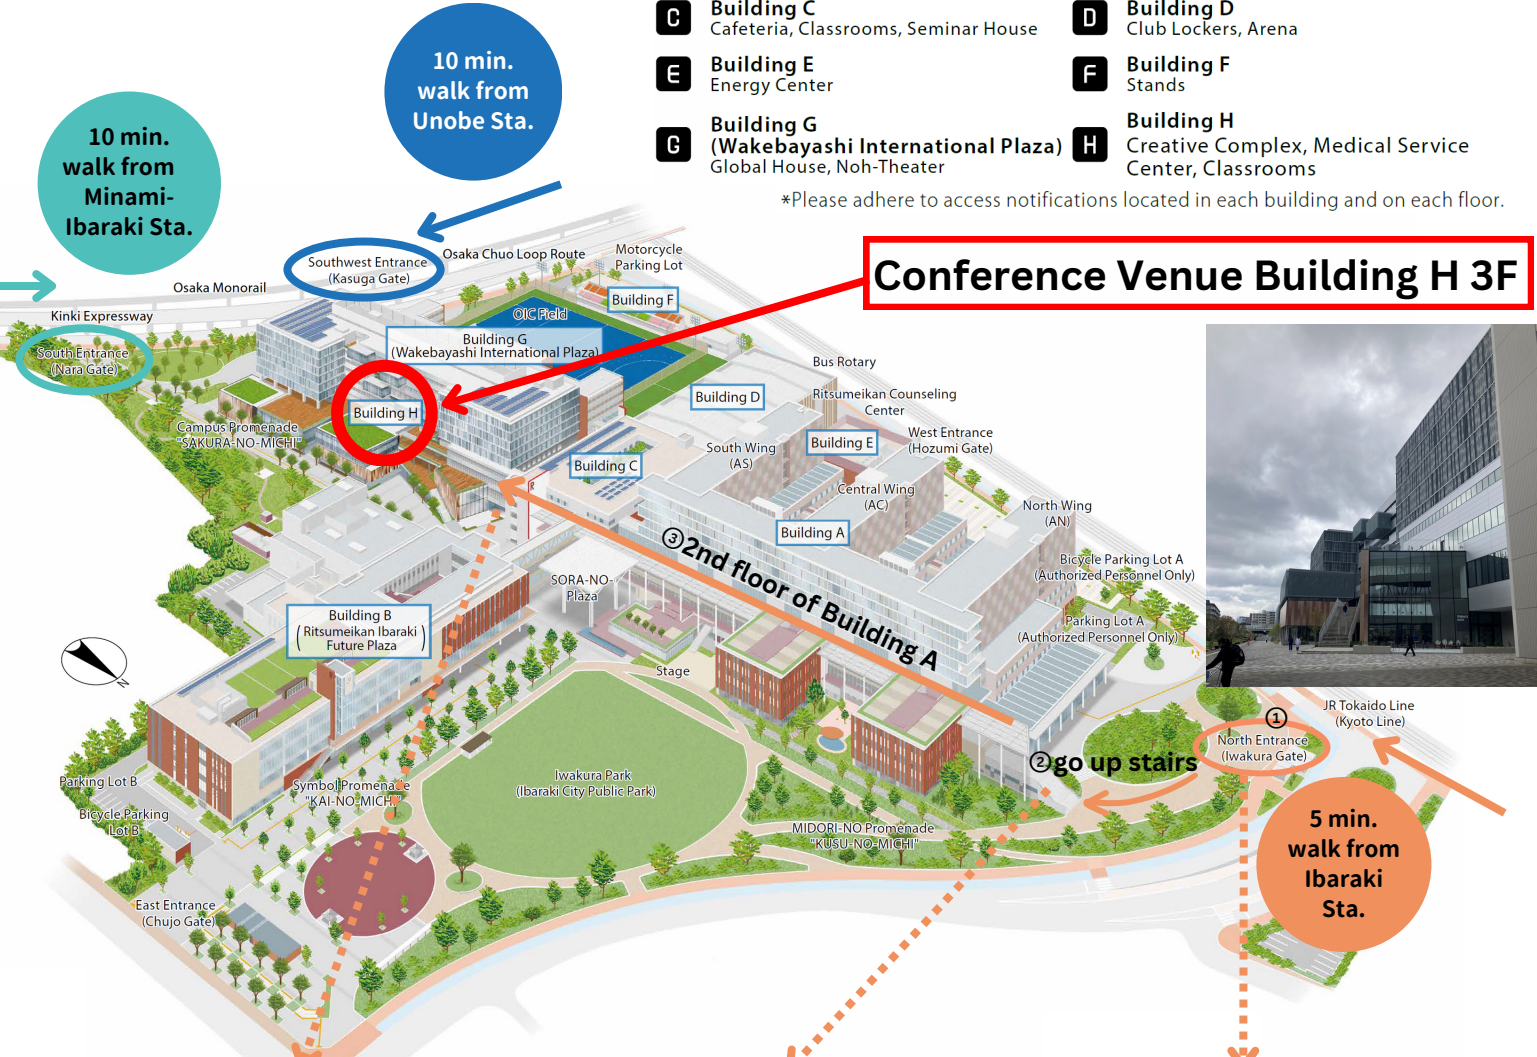 C
Building C
Cafeteria, Classrooms, Seminar House
D
Building D
Club Lockers, Arena
E
Building E
Energy Center
F
Building F
Stands
G
Building G
(Wakebayashi International Plaza)
Global House, Noh-Theater
H
Building H
Creative Complex, Medical Service
Center, Classrooms
*Please adhere to access notifications located in each building and on each floor.
10 min.
walk from
Unobe Sta.
10 min.
walk from
Minami-
Ibaraki Sta.
Conference Venue Building H 3F
Southwest Entrance
(Kasuga Gate)
Osaka Chuo Loop Route
Motorcycle
Parking Lot
Osaka Monorail
Kinki Expressway
South Entrance
(Nara Gate)
Building F
OIC Field
Building G
(Wakebayashi International Plaza)
Bus Rotary
Building D
Ritsumeikan Counseling
Center
Building H
Campus Promenade
"SAKURA-NO-MICHI"
South Wing
(AS)
Building E
West Entrance
(Hozumi Gate)
Building C
Central Wing
(AC)
North Wing
(AN)
Building A
③2nd floor of Building A
Bicycle Parking Lot A
(Authorized Personnel Only)
SORA-NO-
Plaza
Parking Lot A
(Authorized Personnel Only)
Building B
(Ritsumeikan Ibaraki
Future Plaza)
N
Stage
①
North Entrance
(Iwakura Gate)
JR Tokaido Line
(Kyoto Line)
②go up stairs
Iwakura Park
(Ibaraki City Public Park)
Parking Lot B
Symbol Promenade
"KAI-NO-MICHI"
Bicycle Parking
Lot B
MIDORI-NO Promenade
"KUSU-NO-MICHI"
5 min.
walk from
Ibaraki
Sta.
East Entrance
(Chujo Gate)